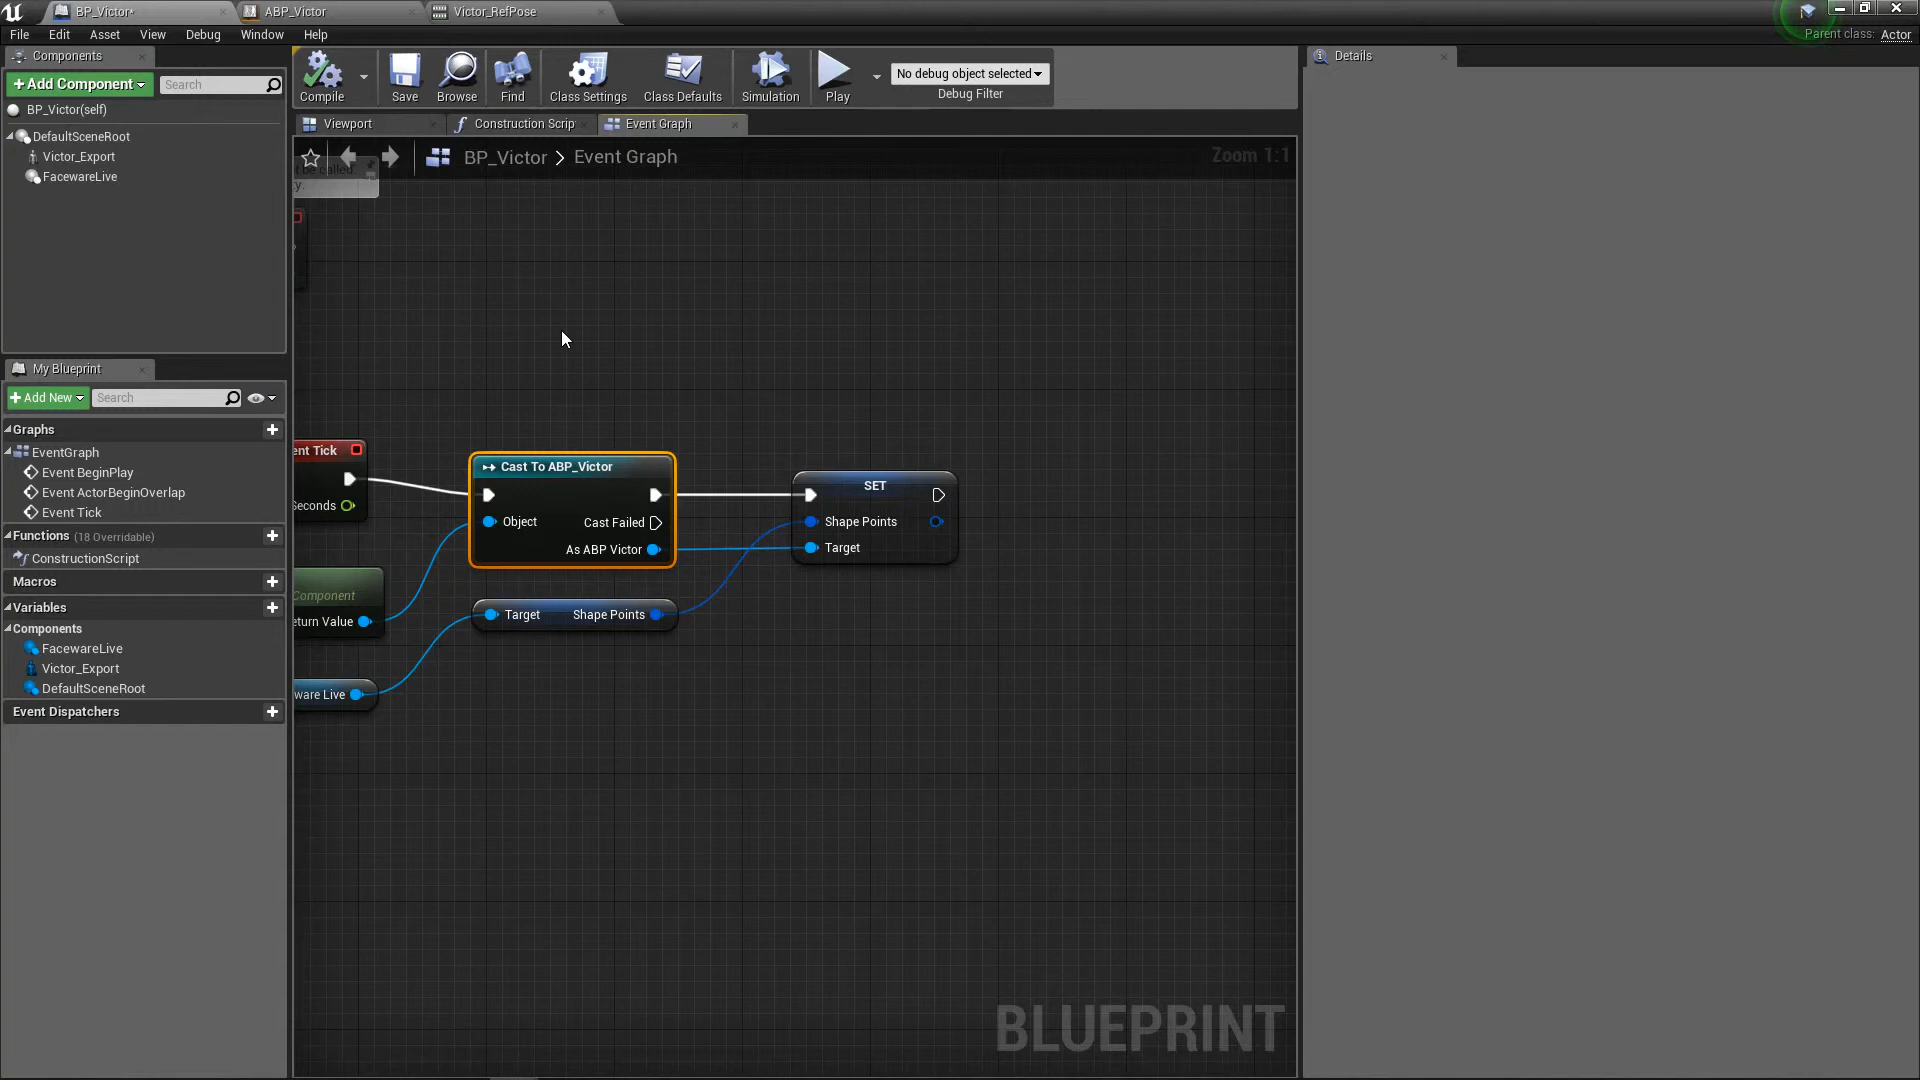 BP_Victor*
ABP_Victor
Victor_RefPose
File Edit Asset View Debug Window Help
Parent class: Actor
Components
+Add Component
Search
BP_Victor(self)
DefaultSceneRoot
Victor_Export
FacewareLive
Compile
Save
Browse
Find
Class Settings
Class Defaults
Simulation
Play
No debug object selected
Debug Filter
Details
Viewport
Construction Scrip
Event Graph
BP_Victor > Event Graph
Zoom 1:1
t be called.
y.
My Blueprint
+Add New
Search
Graphs
EventGraph
Event BeginPlay
Event ActorBeginOverlap
Event Tick
Functions (18 Overridable)
ConstructionScript
Macros
Variables
Components
FacewareLive
Victor_Export
DefaultSceneRoot
Event Dispatchers
ent Tick
Seconds
Component
eturn Value
ware Live
Cast To ABP_Victor
Object
Cast Failed
As ABP Victor
Target Shape Points
SET
Shape Points
Target
BLUEPRINT